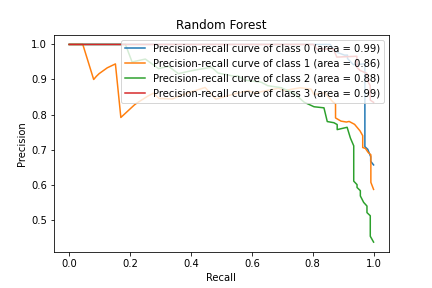 Random Forest
1.0
0.9
0.8
0.7
0.6
0.5
Precision
Precision-recall curve of class 0 (area = 0.99)
Precision-recall curve of class 1 (area = 0.86)
Precision-recall curve of class 2 (area = 0.88)
Precision-recall curve of class 3 (area = 0.99)
0.0 0.2 0.4 0.6 0.8 1.0
Recall